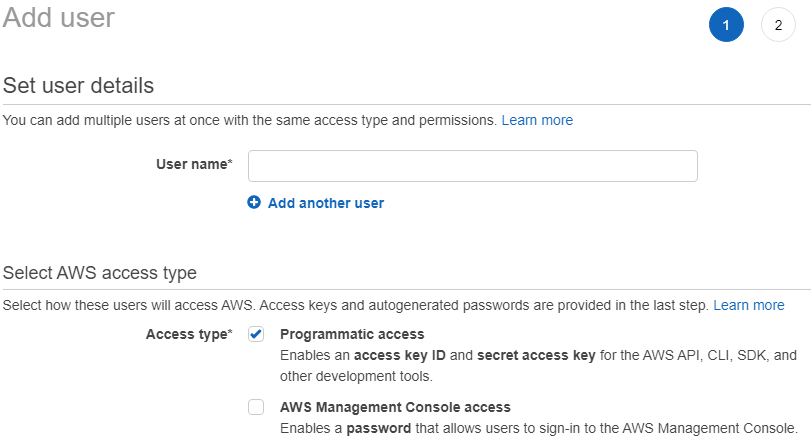 Add user
1
2
Set user details
You can add multiple users at once with the same access type and permissions. Learn more
User name*
Add another user
Select AWS access type
Select how these users will access AWS. Access keys and autogenerated passwords are provided in the last step. Learn more
Access type*
Programmatic access
Enables an access key ID and secret access key for the AWS API, CLI, SDK, and
other development tools.
AWS Management Console access
Enables a password that allows users to sign-in to the AWS Management Console.